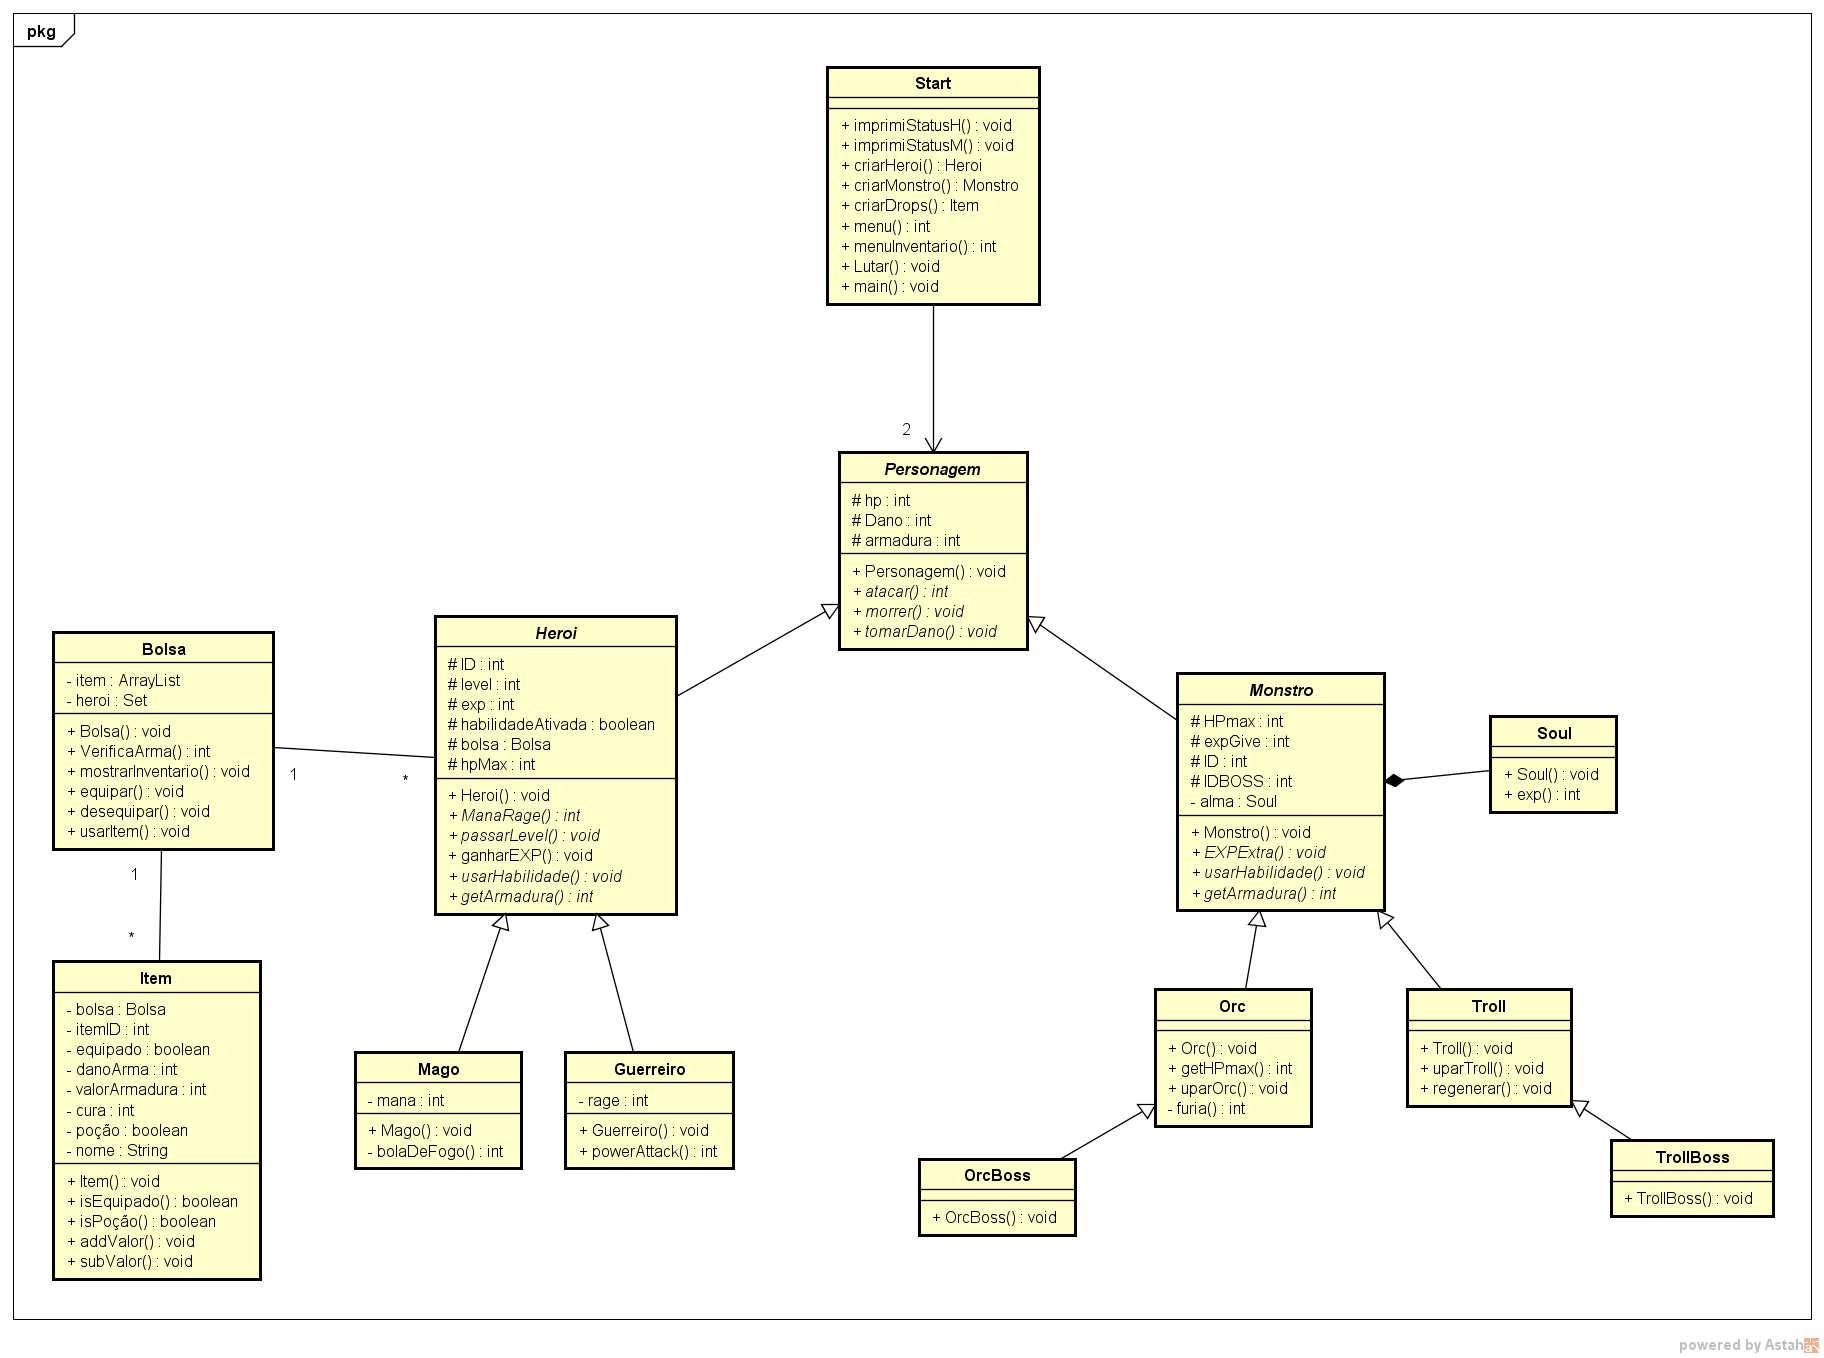 pkg
Start
+ imprimiStatusH() : void
+ imprimiStatusM() : void
+ criarHeroi() : Heroi
+ criarMonstro() : Monstro
+ criarDrops() : Item
+ menu() : int
+ menuInventario() : int
+ Lutar() : void
+ main() : void
2
Personagem
# hp : int
# Dano : int
# armadura : int
+ Personagem() : void
+ atacar() : int
+ morrer() : void
+ tomarDano() : void
Bolsa
- item : ArrayList
- heroi : Set
+ Bolsa() : void
+ VerificaArma() : int
+ mostrarInventario() : void
+ equipar() : void
+ desequipar() : void
+ usarItem() : void
1
*
Heroi
# ID : int
# level : int
# exp : int
# habilidadeAtivada : boolean
# bolsa : Bolsa
# hpMax : int
+ Heroi() : void
+ ManaRage() : int
+ passarLevel() : void
+ ganharEXP() : void
+ usarHabilidade() : void
+ getArmadura() : int
Monstro
# HPmax : int
# expGive : int
# ID : int
# IDBOSS : int
- alma : Soul
+ Monstro() : void
+ EXPExtra() : void
+ usarHabilidade() : void
+ getArmadura() : int
Soul
+ Soul() : void
+ exp() : int
1
*
Item
- bolsa : Bolsa
- itemID : int
- equipado : boolean
- danoArma : int
- valorArmadura : int
- cura : int
- poção : boolean
- nome : String
+ Item() : void
+ isEquipado() : boolean
+ isPoção() : boolean
+ addValor() : void
+ subValor() : void
Mago
- mana : int
+ Mago() : void
- bolaDeFogo() : int
Guerreiro
- rage : int
+ Guerreiro() : void
+ powerAttack() : int
Orc
+ Orc() : void
+ getHPmax() : int
+ uparOrc() : void
- furia() : int
Troll
+ Troll() : void
+ uparTroll() : void
+ regenerar() : void
OrcBoss
+ OrcBoss() : void
TrollBoss
+ TrollBoss() : void
powered by Astah